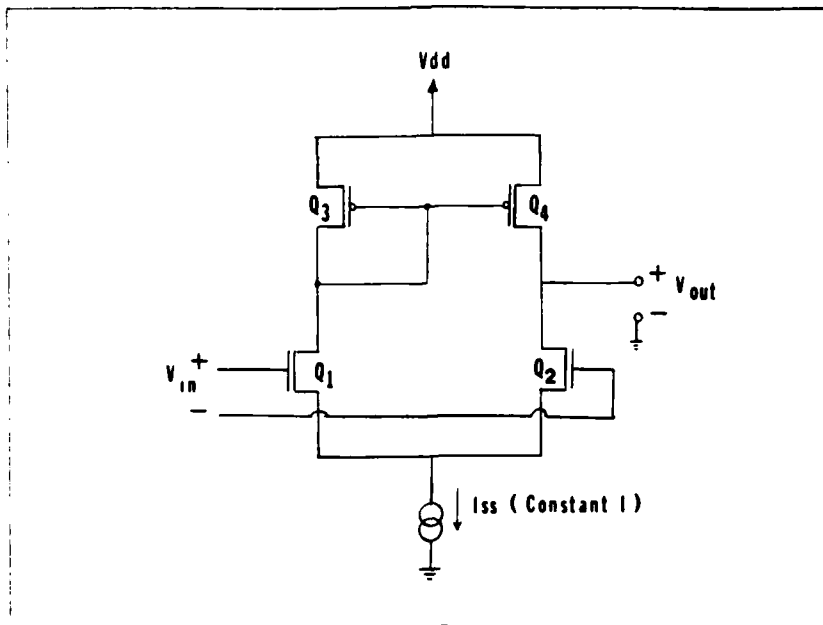 Vdd
Q3 Q4
+ Vout
−
Vin + Q1 Q2
−
Iss ( Constant I )